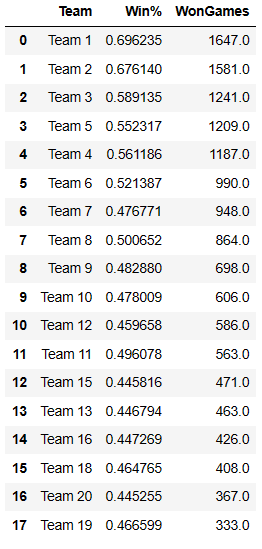 Team Win% WonGames
0 Team 1 0.696235 1647.0
1 Team 2 0.676140 1581.0
2 Team 3 0.589135 1241.0
3 Team 5 0.552317 1209.0
4 Team 4 0.561186 1187.0
5 Team 6 0.521387 990.0
6 Team 7 0.476771 948.0
7 Team 8 0.500652 864.0
8 Team 9 0.482880 698.0
9 Team 10 0.478009 606.0
10 Team 12 0.459658 586.0
11 Team 11 0.496078 563.0
12 Team 15 0.445816 471.0
13 Team 13 0.446794 463.0
14 Team 16 0.447269 426.0
15 Team 18 0.464765 408.0
16 Team 20 0.445255 367.0
17 Team 19 0.466599 333.0